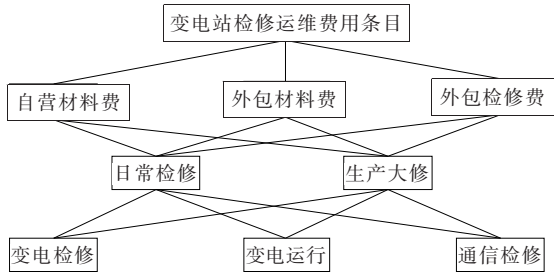 变电站检修运维费用条目
自营材料费
外包材料费
外包检修费
日常检修
生产大修
变电检修
变电运行
通信检修